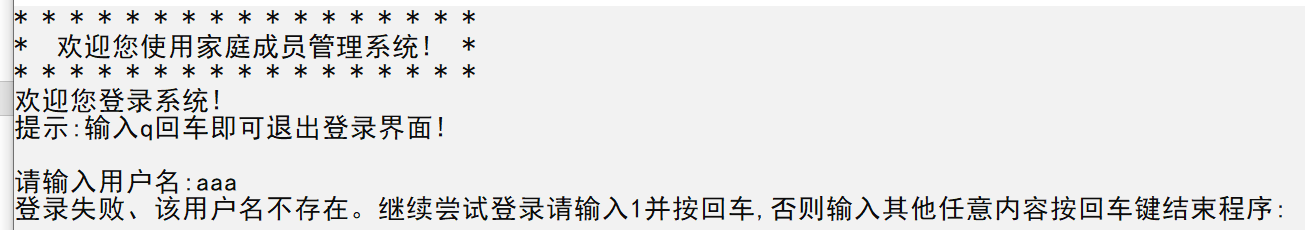 * * * * * * * * * * * * * * * * *
*  欢迎您使用家庭成员管理系统!  *
* * * * * * * * * * * * * * * * *
欢迎您登录系统!
提示:输入q回车即可退出登录界面!
请输入用户名:aaa
登录失败、该用户名不存在。继续尝试登录请输入1并按回车,否则输入其他任意内容按回车键结束程序: